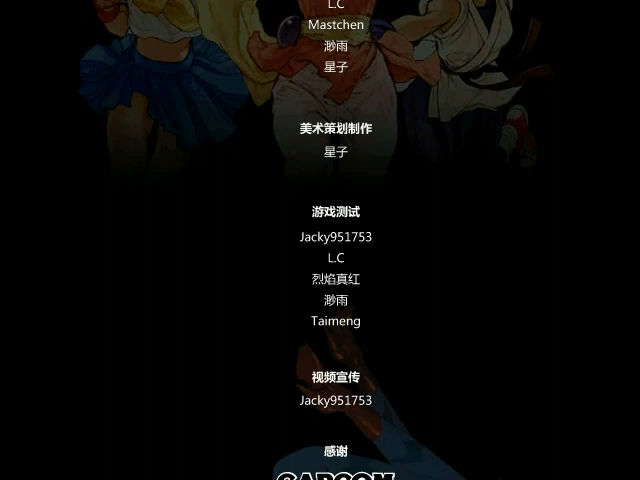 L.C
Mastchen
渺雨
星子
美术策划制作
星子
游戏测试
Jacky951753
L.C
烈焰真红
渺雨
Taimeng
视频宣传
Jacky951753
感谢
CAPCOM